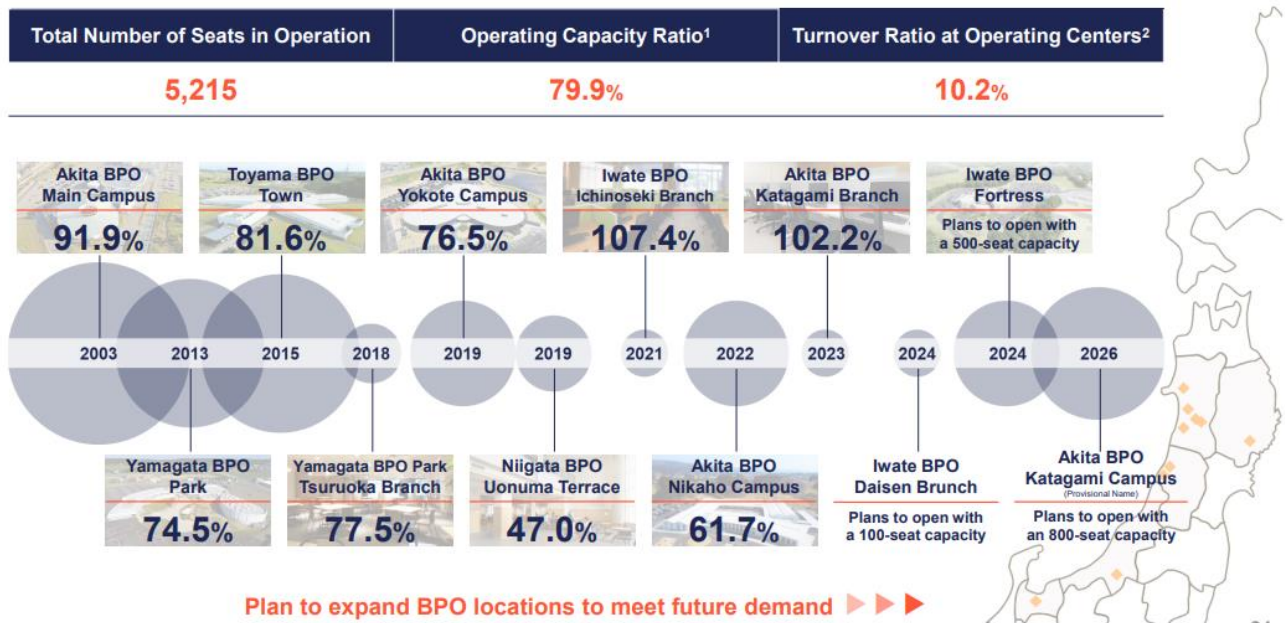 Total Number of Seats in Operation
Operating Capacity Ratio1
Turnover Ratio at Operating Centers2
5,215
79.9%
10.2%
Akita BPO
Main Campus
91.9%
Toyama BPO
Town
81.6%
Akita BPO
Yokote Campus
76.5%
Iwate BPO
Ichinoseki Branch
107.4%
Akita BPO
Katagami Branch
102.2%
Iwate BPO
Fortress
Plans to open with
a 500-seat capacity
2003
2013
2015
2018
2019
2019
2021
2022
2023
2024
2024
2026
Yamagata BPO
Park
74.5%
Yamagata BPO Park
Tsuruoka Branch
77.5%
Niigata BPO
Uonuma Terrace
47.0%
Akita BPO
Nikaho Campus
61.7%
Iwate BPO
Daisen Brunch
Plans to open with
a 100-seat capacity
Akita BPO
Katagami Campus
(Provisional Name)
Plans to open with
an 800-seat capacity
Plan to expand BPO locations to meet future demand